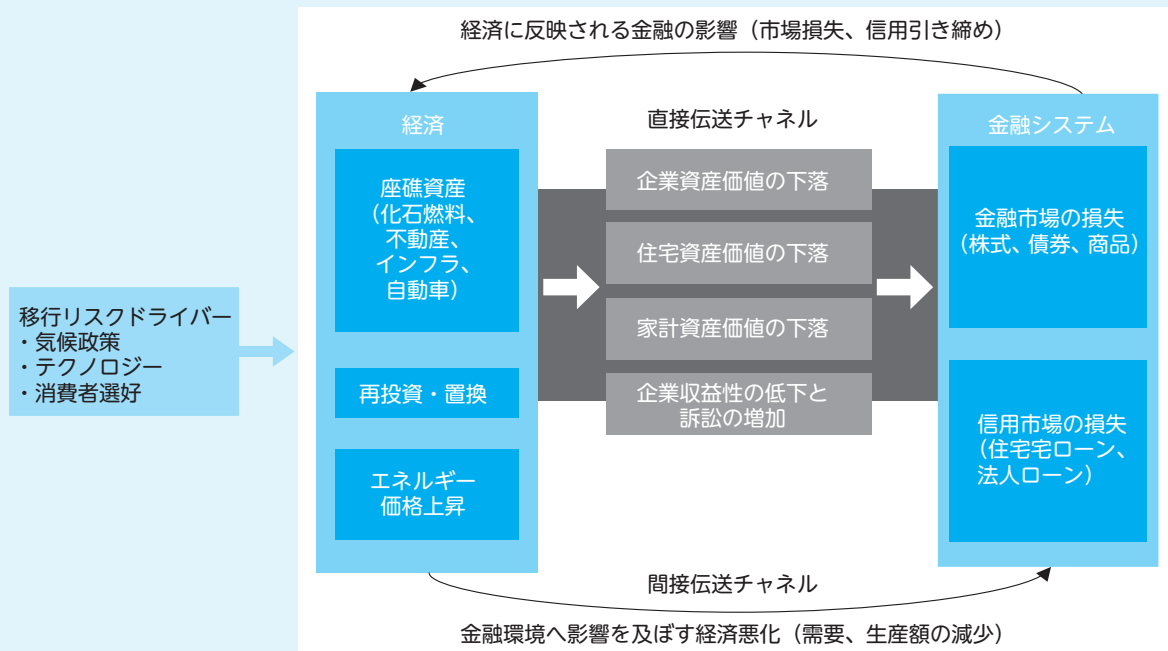 経済に反映される金融の影響（市場損失、信用引き締め）
移行リスクドライバー
・気候政策
・テクノロジー
・消費者選好
経済
座礁資産
（化石燃料、
不動産、
インフラ、
自動車）
再投資・置換
エネルギー
価格上昇
直接伝送チャネル
企業資産価値の下落
住宅資産価値の下落
家計資産価値の下落
企業収益性の低下と
訴訟の増加
金融システム
金融市場の損失
（株式、債券、商品）
信用市場の損失
（住宅宅ローン、
法人ローン）
間接伝送チャネル
金融環境へ影響を及ぼす経済悪化（需要、生産額の減少）